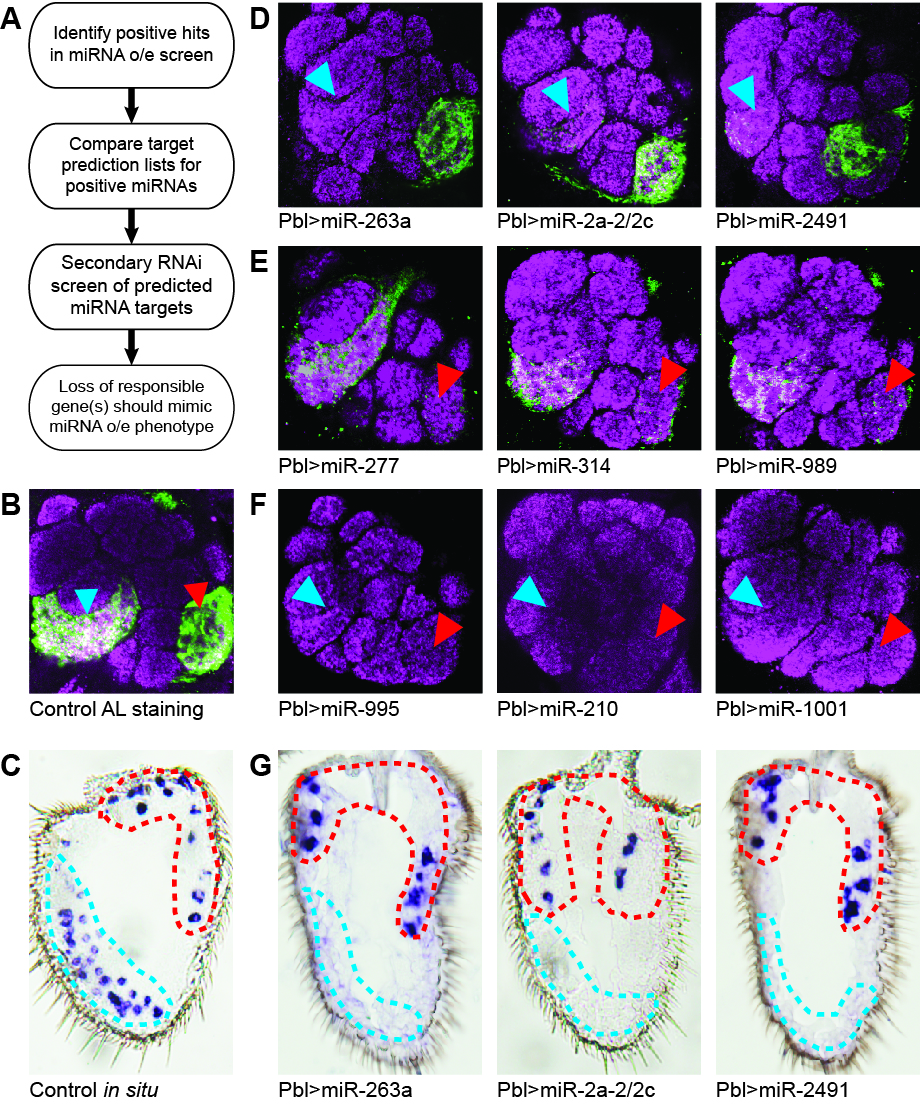 A
Identify positive hits
in miRNA o/e screen
Compare target
prediction lists for
positive miRNAs
Secondary RNAi
screen of predicted
miRNA targets
Loss of responsible
gene(s) should mimic
miRNA o/e phenotype
B
Control AL staining
C
Control in situ
D
Pbl>miR-263a
Pbl>miR-2a-2/2c
Pbl>miR-2491
E
Pbl>miR-277
Pbl>miR-314
Pbl>miR-989
F
Pbl>miR-995
Pbl>miR-210
Pbl>miR-1001
G
Pbl>miR-263a
Pbl>miR-2a-2/2c
Pbl>miR-2491